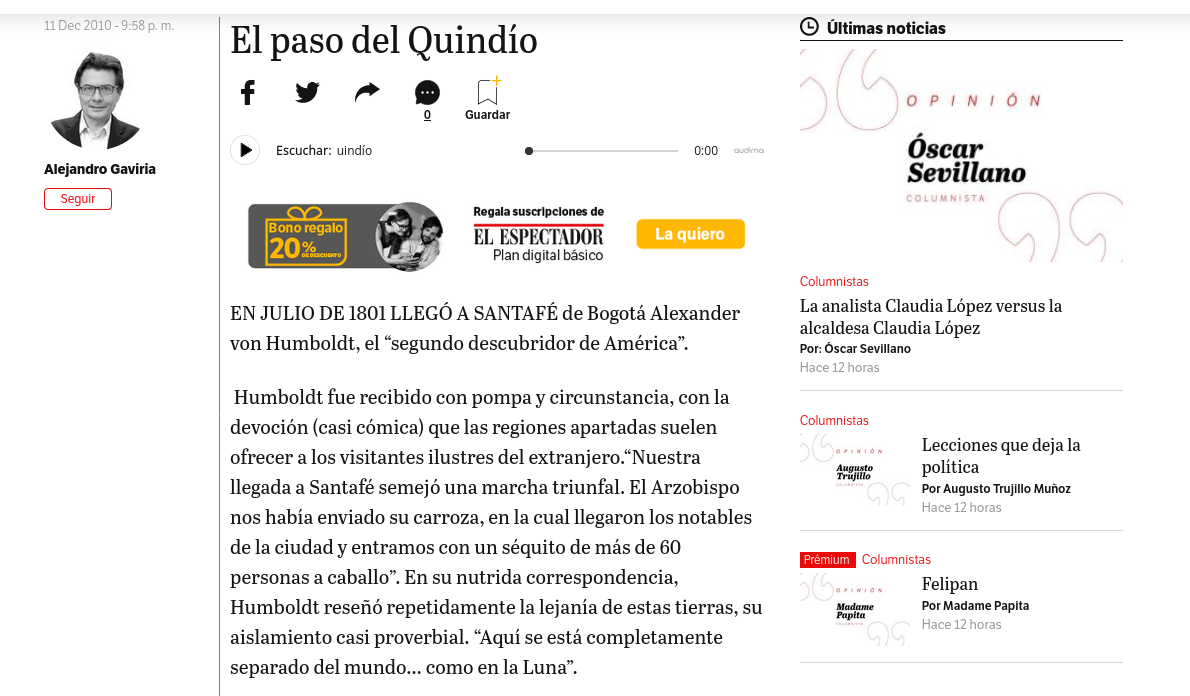 11 Dec 2010 - 9:58 p. m.
Alejandro Gaviria
Seguir
El paso del Quindío
0
Guardar
Escuchar: uindío
0:00
audima
Bono regalo
20%
DE DESCUENTO
Regala suscripciones de
EL ESPECTADOR
Plan digital básico
La quiero
EN JULIO DE 1801 LLEGÓ A SANTAFÉ de Bogotá Alexander
von Humboldt, el “segundo descubridor de América”.
Humboldt fue recibido con pompa y circunstancia, con la
devoción (casi cómica) que las regiones apartadas suelen
ofrecer a los visitantes ilustres del extranjero.“Nuestra
llegada a Santafé semejó una marcha triunfal. El Arzobispo
nos había enviado su carroza, en la cual llegaron los notables
de la ciudad y entramos con un séquito de más de 60
personas a caballo”. En su nutrida correspondencia,
Humboldt reseñó repetidamente la lejanía de estas tierras, su
aislamiento casi proverbial. “Aquí se está completamente
separado del mundo... como en la Luna”.
Últimas noticias
OPINIÓN
Óscar
Sevillano
COLUMNISTA
Columnistas
La analista Claudia López versus la
alcaldesa Claudia López
Por: Óscar Sevillano
Hace 12 horas
Columnistas
OPINIÓN
Augusto
Trujillo
COLUMNISTA
Lecciones que deja la
política
Por Augusto Trujillo Muñoz
Hace 12 horas
Prémium Columnistas
OPINIÓN
Madame
Papita
COLUMNISTA
Felipan
Por Madame Papita
Hace 12 horas